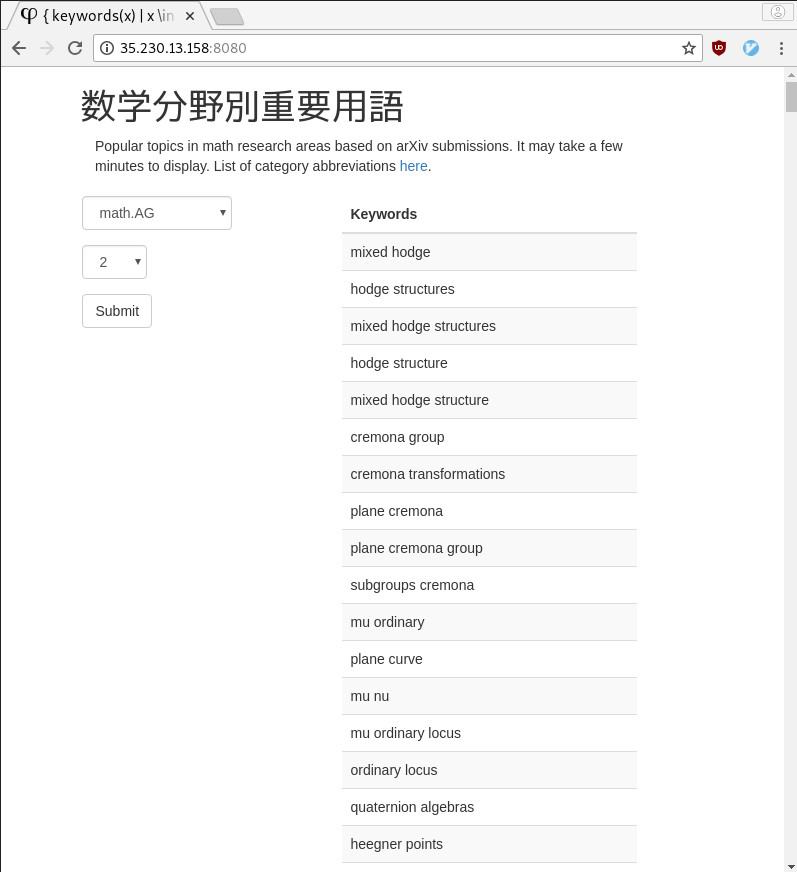 φ { keywords(x) | x \in
35.230.13.158:8080
数学分野別重要用語
Popular topics in math research areas based on arXiv submissions. It may take a few
minutes to display. List of category abbreviations here.
math.AG
2
Submit
Keywords
mixed hodge
hodge structures
mixed hodge structures
hodge structure
mixed hodge structure
cremona group
cremona transformations
plane cremona
plane cremona group
subgroups cremona
mu ordinary
plane curve
mu nu
mu ordinary locus
ordinary locus
quaternion algebras
heegner points